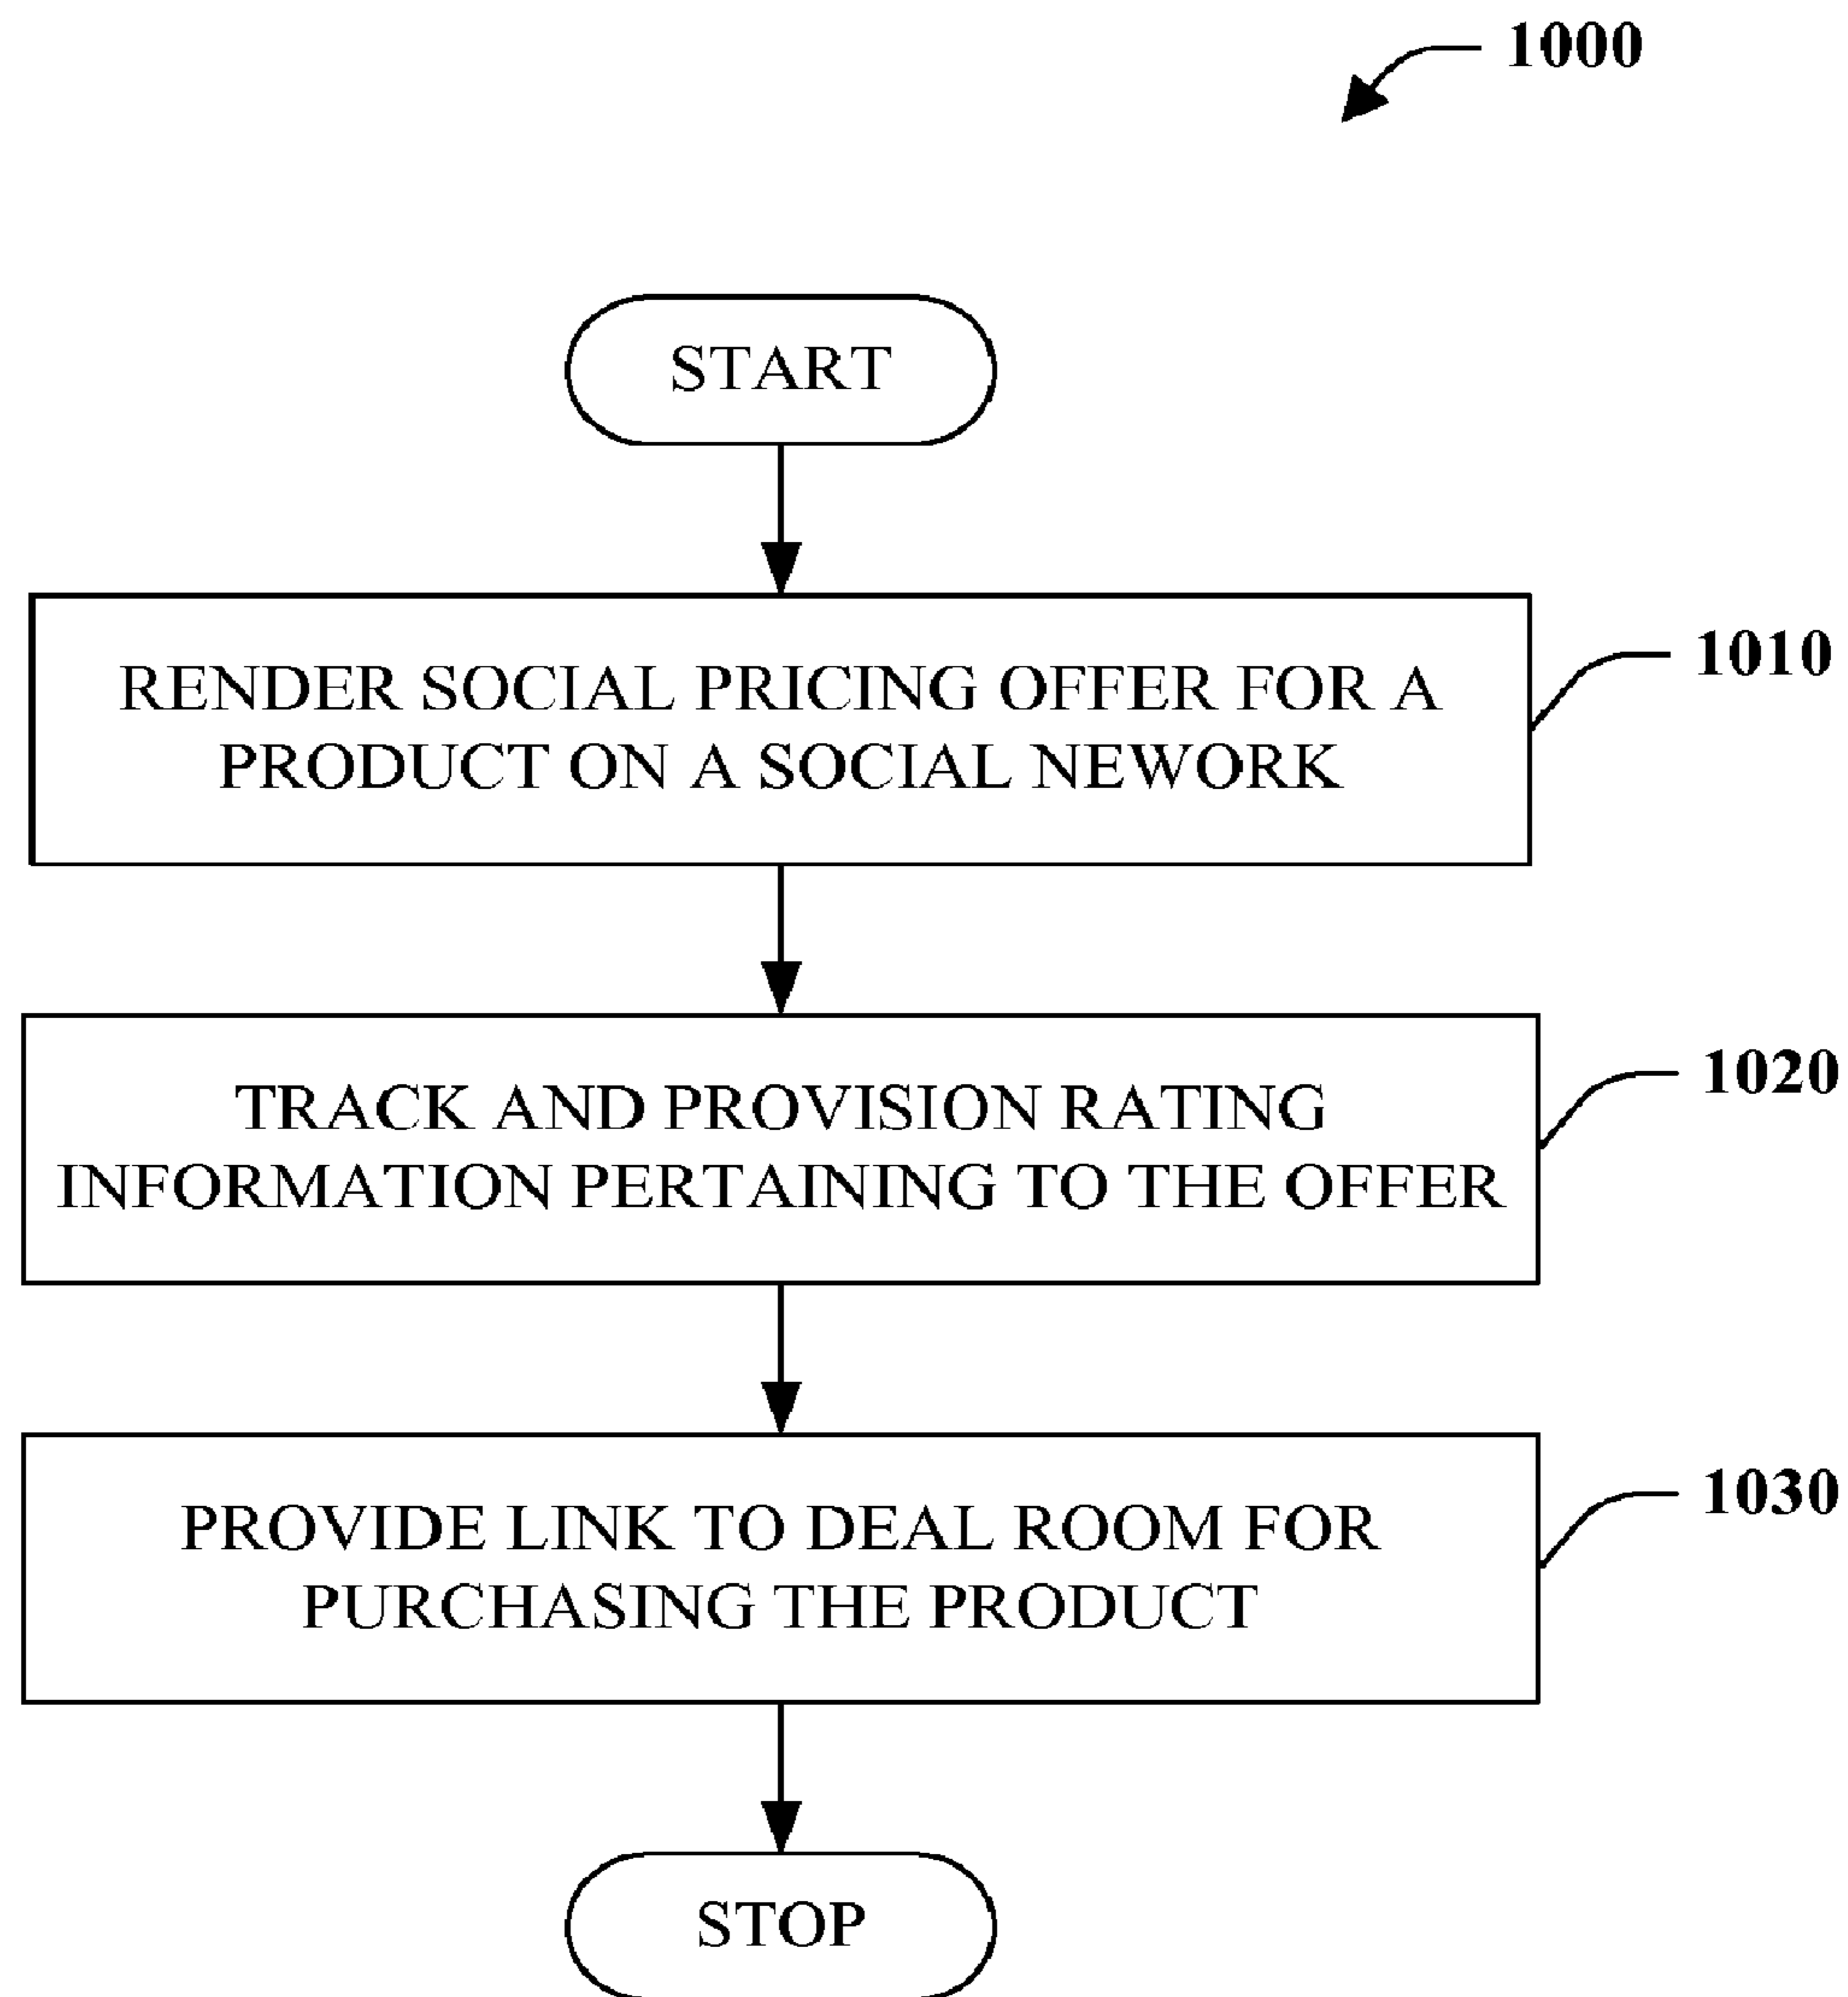 1000
START
RENDER SOCIAL PRICING OFFER FOR A
PRODUCT ON A SOCIAL NEWORK
1010
TRACK AND PROVISION RATING
INFORMATION PERTAINING TO THE OFFER
1020
PROVIDE LINK TO DEAL ROOM FOR
PURCHASING THE PRODUCT
1030
STOP